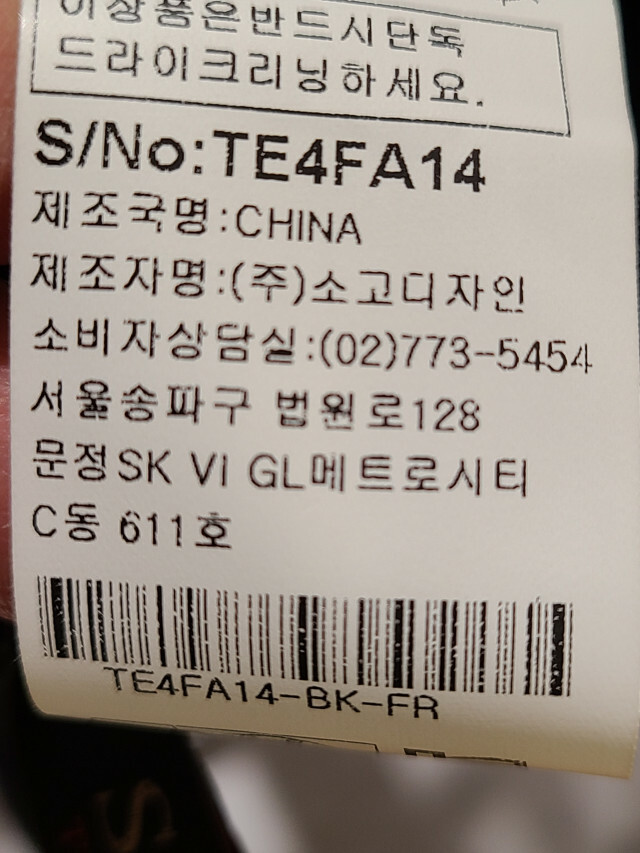 이상품은반드시단독
드라이크리닝하세요.
S/No:TE4FA14
제조국명:CHINA
제조자명:(주)소고디자인
소비자상담실:(02)773-5454
서울송파구 법원로128
문정SK VI GL메트로시티
C동 611호
TE4FA14-BK-FR